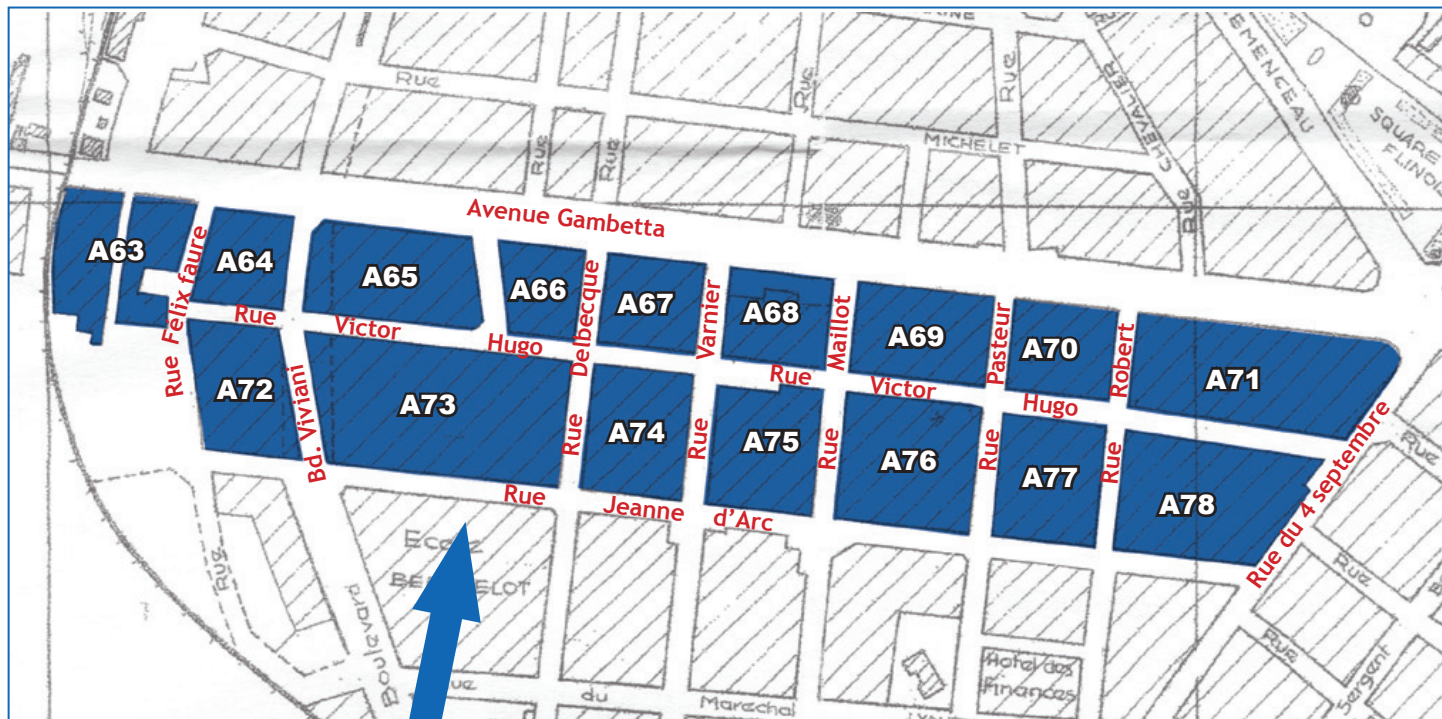 Rue
Rue
Rue
Rue
Rue
MICHELET
Rue
CHEVALIER
SQUARE
Avenue Gambetta
A63
Rue Félix faure
A64
A65
A66
Delbecque
A67
Varnier
A68
Maillot
A69
Pasteur
A70
Robert
A71
Rue
Victor
Hugo
Rue
Victor
Hugo
A72
Bd. Viviani
A73
Rue
A74
Rue
A75
Rue
A76
Rue
A77
Rue
A78
Rue du 4 septembre
Rue
Jeanne
d'Arc
Ecole
Boulevard
Rue
du
Marechal
Hotel des
Finances
Rue
Rue
Rue
Rue
Sergent